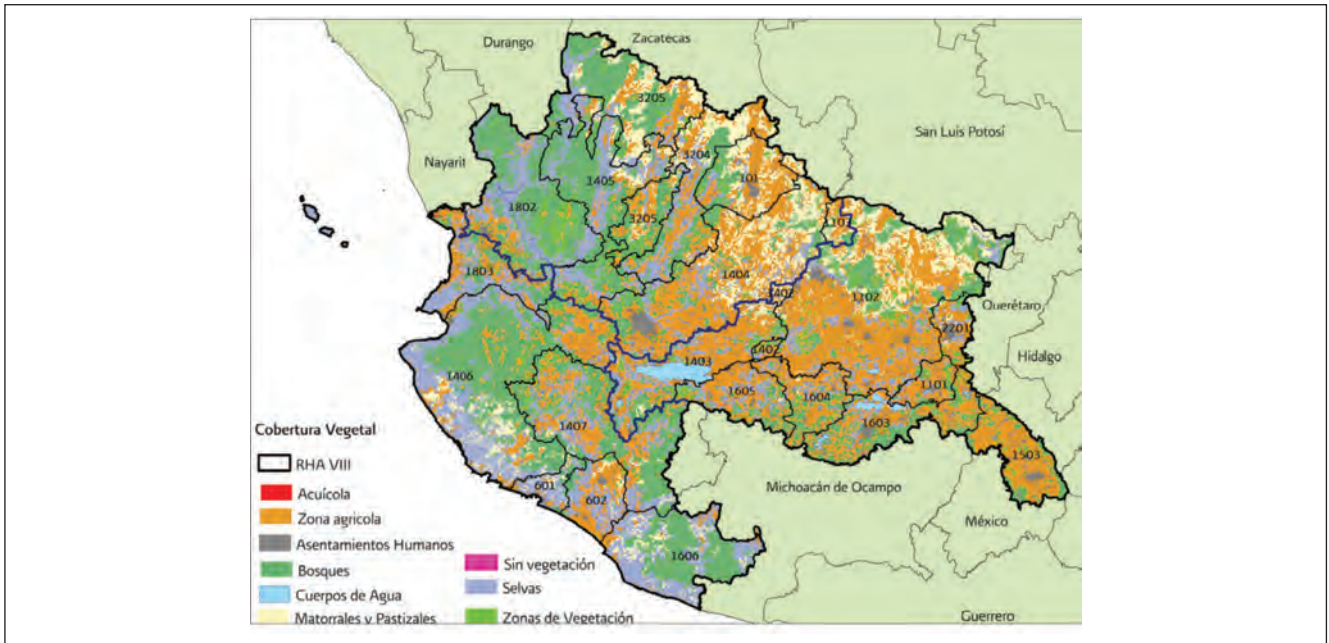 Durango
Zacatecas
San Luis Potosí
Nayarit
3205
3204
101
1405
1802
3205
1101
1803
1404
1402
1102
Querétaro
2201
Hidalgo
1402
1403
1406
1605
1604
1101
1603
1407
1503
Cobertura Vegetal
RHA VIII
Acuícola
Zona agricola
Asentamientos Humanos
Bosques
Cuerpos de Agua
Matorrales y Pastizales
Sin vegetación
Selvas
Zonas de Vegetación
601
602
1606
Michoacán de Ocampo
México
Guerrero